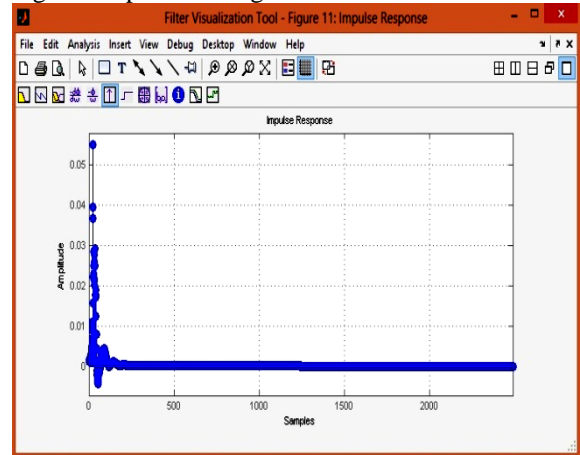 Filter Visualization Tool - Figure 11: Impulse Response
File Edit Analysis Insert View Debug Desktop Window Help
Impulse Response
0.05
0.04
0.03
0.02
0.01
0
Amplitude
0 500 1000 1500 2000
Samples